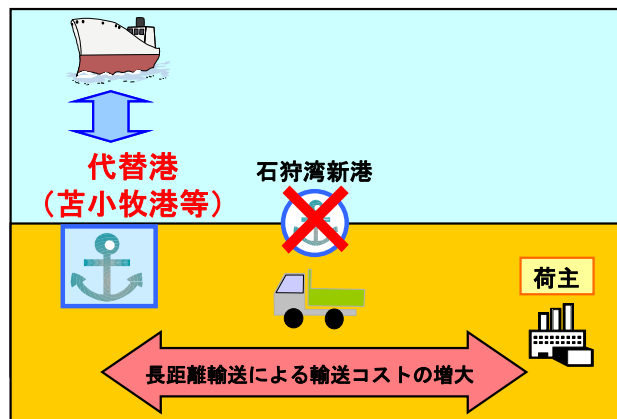 代替港
（苫小牧港等）
石狩湾新港
荷主
長距離輸送による輸送コストの増大